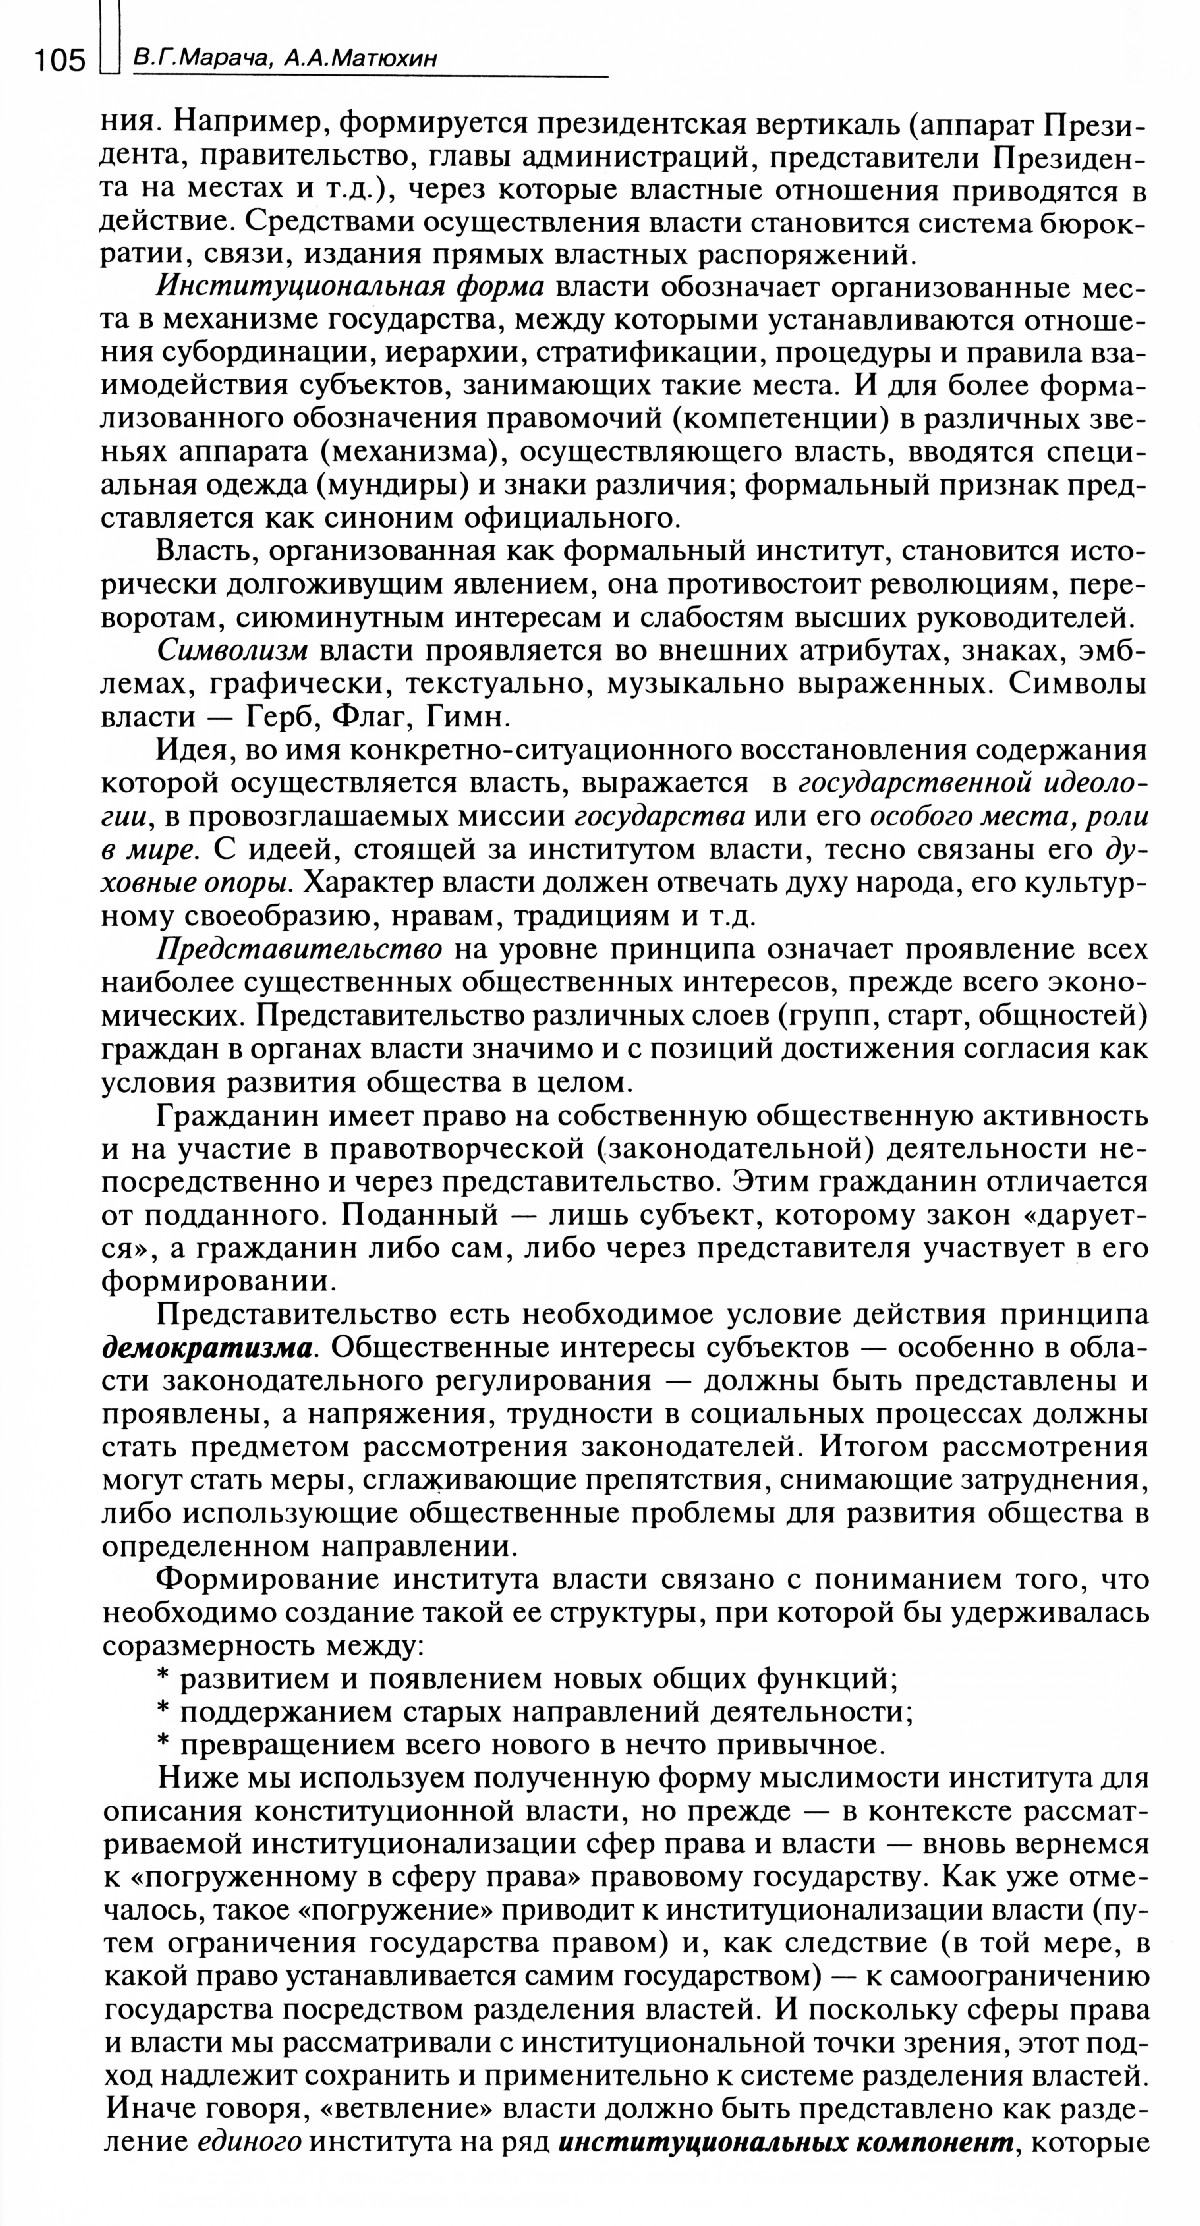 105
В.Г.Марача, А.А.Матюхин
ния. Например, формируется президентская вертикаль (аппарат Прези-
дента, правительство, главы администраций, представители Президен-
та на местах и т.д.), через которые властные отношения приводятся в
действие. Средствами осуществления власти становится система бюрок-
ратии, связи, издания прямых властных распоряжений.
Институциональная форма власти обозначает организованные мес-
та в механизме государства, между которыми устанавливаются отноше-
ния субординации, иерархии, стратификации, процедуры и правила вза-
имодействия субъектов, занимающих такие места. И для более форма-
лизованного обозначения правомочий (компетенции) в различных зве-
ньях аппарата (механизма), осуществляющего власть, вводятся специ-
альная одежда (мундиры) и знаки различия; формальный признак пред-
ставляется как синоним официального.
Власть, организованная как формальный институт, становится исто-
рически долгоживущим явлением, она противостоит революциям, пере-
воротам, сиюминутным интересам и слабостям высших руководителей.
Символизм власти проявляется во внешних атрибутах, знаках, эмб-
лемах, графически, текстуально, музыкально выраженных. Символы
власти — Герб, Флаг, Гимн.
Идея, во имя конкретно-ситуационного восстановления содержания
которой осуществляется власть, выражается в государственной идеоло-
гии, в провозглашаемых миссии государства или его особого места, роли
в мире. С идеей, стоящей за институтом власти, тесно связаны его ду-
ховные опоры. Характер власти должен отвечать духу народа, его культур-
ному своеобразию, нравам, традициям и т.д.
Представительство на уровне принципа означает проявление всех
наиболее существенных общественных интересов, прежде всего эконо-
мических. Представительство различных слоев (групп, старт, общностей)
граждан в органах власти значимо и с позиций достижения согласия как
условия развития общества в целом.
Гражданин имеет право на собственную общественную активность
и на участие в правотворческой (законодательной) деятельности не-
посредственно и через представительство. Этим гражданин отличается
от подданного. Поданный — лишь субъект, которому закон «дарует-
ся», а гражданин либо сам, либо через представителя участвует в его
формировании.
Представительство есть необходимое условие действия принципа
демократизма. Общественные интересы субъектов — особенно в обла-
сти законодательного регулирования — должны быть представлены и
проявлены, а напряжения, трудности в социальных процессах должны
стать предметом рассмотрения законодателей. Итогом рассмотрения
могут стать меры, сглаживающие препятствия, снимающие затруднения,
либо использующие общественные проблемы для развития общества в
определенном направлении.
Формирование института власти связано с пониманием того, что
необходимо создание такой ее структуры, при которой бы удерживалась
соразмерность между:
* развитием и появлением новых общих функций;
* поддержанием старых направлений деятельности;
* превращением всего нового в нечто привычное.
Ниже мы используем полученную форму мыслимости института для
описания конституционной власти, но прежде — в контексте рассмат-
риваемой институционализации сфер права и власти — вновь вернемся
к «погруженному в сферу права» правовому государству. Как уже отме-
чалось, такое «погружение» приводит к институционализации власти (пу-
тем ограничения государства правом) и, как следствие (в той мере, в
какой право устанавливается самим государством) — к самоограничению
государства посредством разделения властей. И поскольку сферы права
и власти мы рассматривали с институциональной точки зрения, этот под-
ход надлежит сохранить и применительно к системе разделения властей.
Иначе говоря, «ветвление» власти должно быть представлено как разде-
ление единого института на ряд институциональных компонент, которые